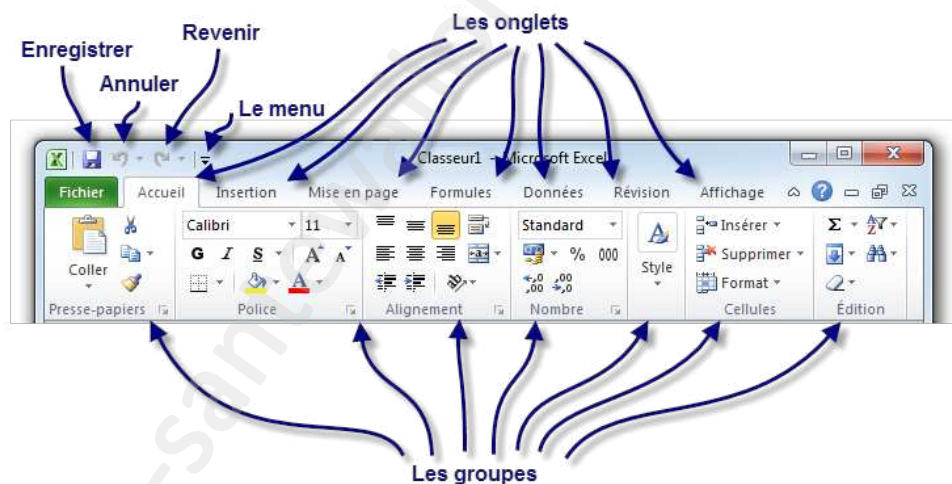 Les onglets
Revenir
Enregistrer
Annuler
Le menu
Classeur1 - Microsoft Excel
Fichier Accueil Insertion Mise en page Formules Données Révision Affichage
Calibri 11 Standard Insérer Σ
Coller G I S A A % 000 Style Supprimer
A Format
Presse-papiers Police Alignement Nombre Cellules Édition
Les groupes